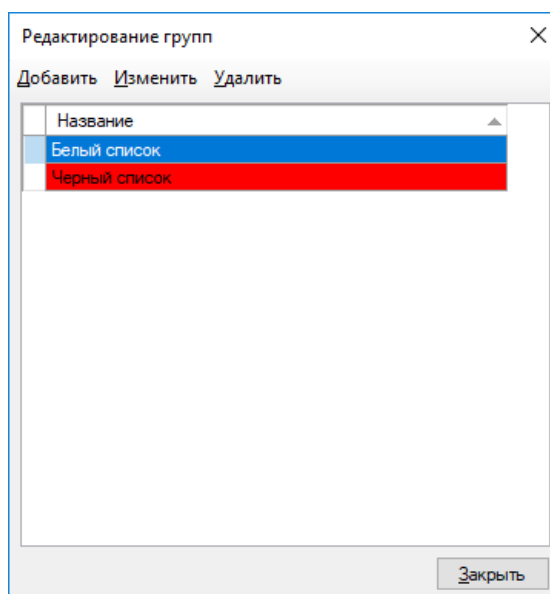 Редактирование групп
Добавить Изменить Удалить
Название
Белый список
Черный список
Закрыть